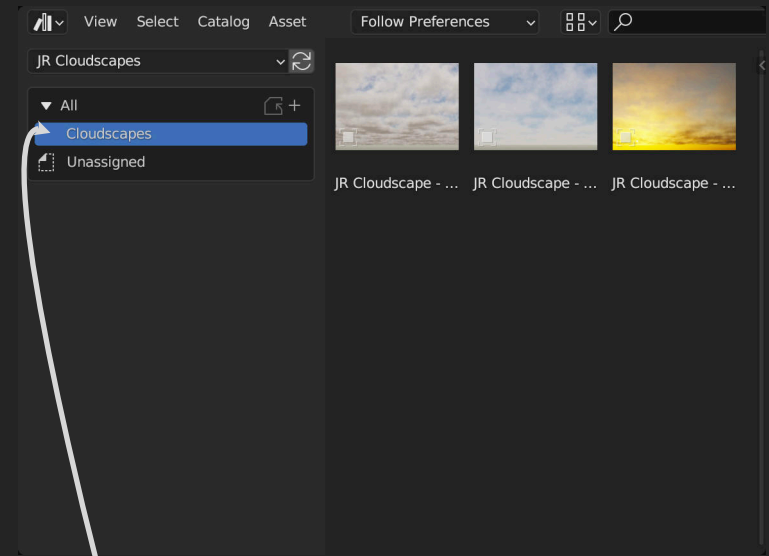 View Select Catalog Asset Follow Preferences
JR Cloudscapes
All
Cloudscapes
Unassigned
JR Cloudscape - ... JR Cloudscape - ... JR Cloudscape - ...